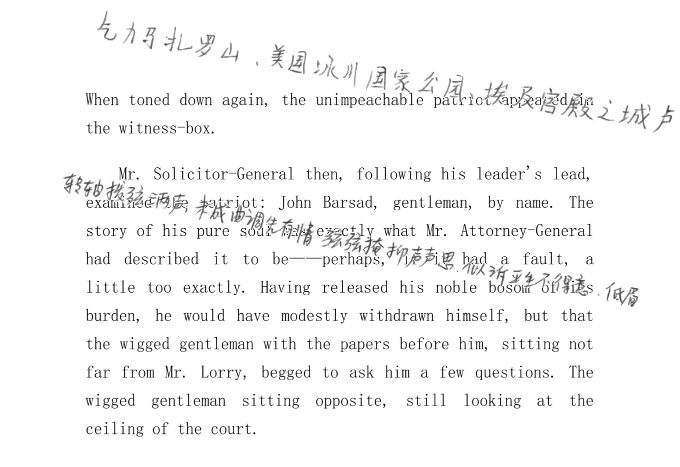 乞力马扎罗山、美国冰川国家公园、埃及宫殿之城卢
When toned down again, the unimpeachable patriot appeared in
the witness-box.
Mr. Solicitor-General then, following his leader's lead,
转轴拨弦两声,未成曲调先有情 弦弦掩抑声声思.似诉平生不得意.低眉
examined the patriot: John Barsad, gentleman, by name. The
story of his pure soul was exactly what Mr. Attorney-General
had described it to be——perhaps, if it had a fault, a
little too exactly. Having released his noble bosom of its
burden, he would have modestly withdrawn himself, but that
the wigged gentleman with the papers before him, sitting not
far from Mr. Lorry, begged to ask him a few questions. The
wigged gentleman sitting opposite, still looking at the
ceiling of the court.